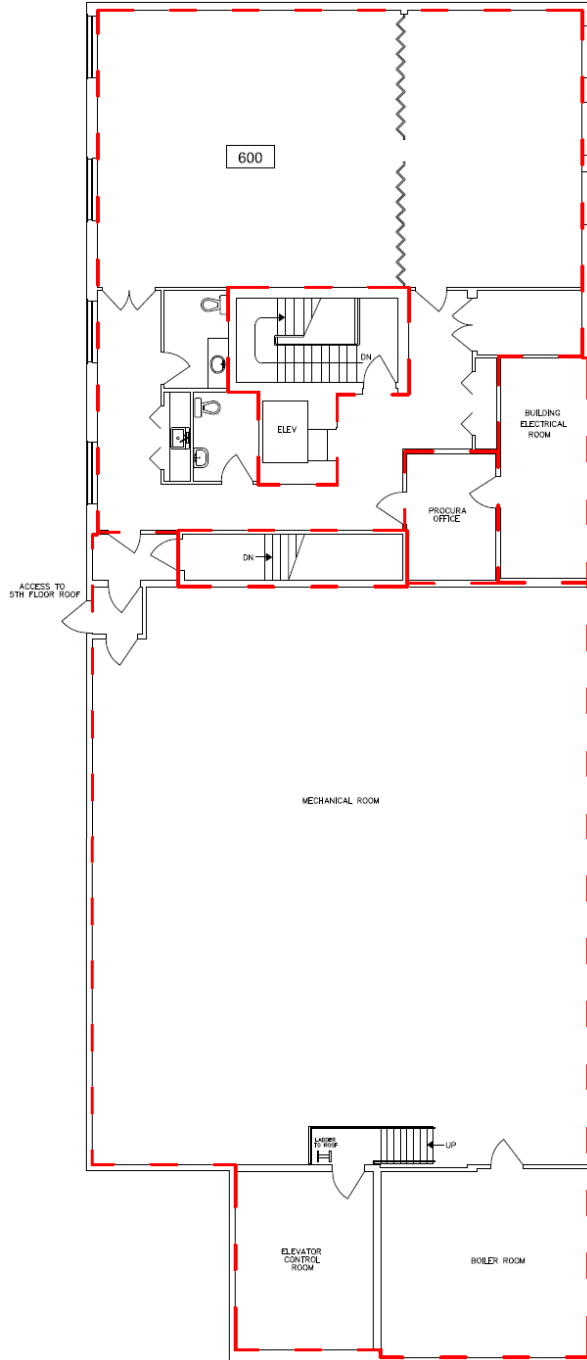 600
DN
ELEV
BUILDING
ELECTRICAL
ROOM
PROCURA
OFFICE
DN
ACCESS TO
5TH FLOOR ROOF
MECHANICAL ROOM
LADDER
TO ROOF
UP
ELEVATOR
CONTROL
ROOM
BOILER ROOM